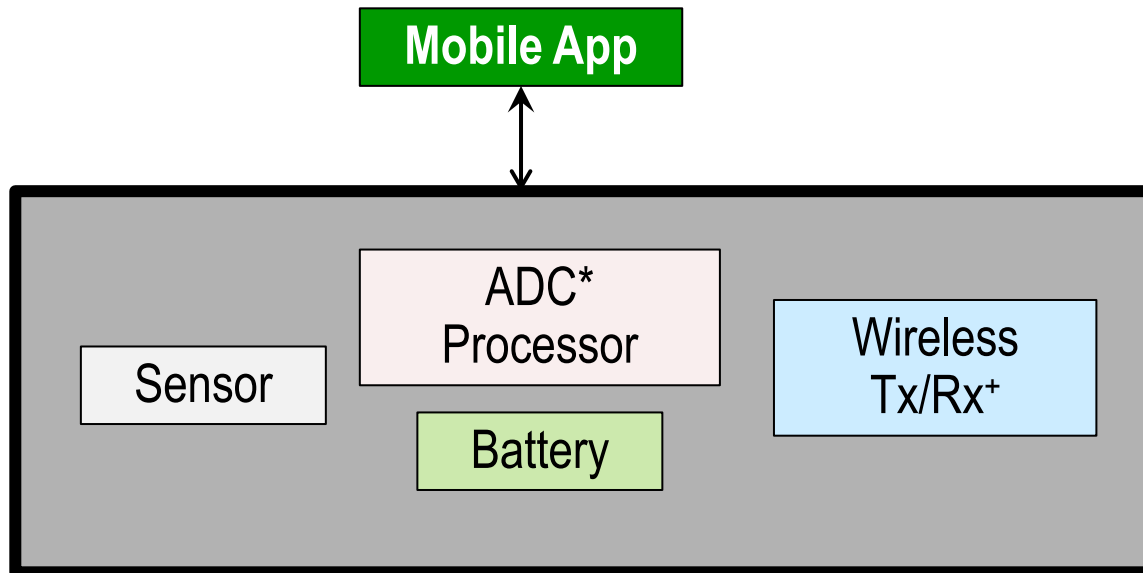 Mobile App
ADC*
Processor
Sensor
Battery
Wireless
Tx/Rx⁺